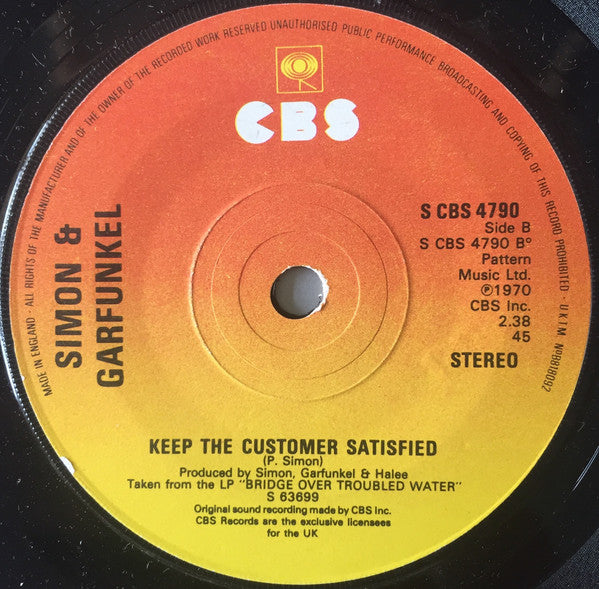 MADE IN ENGLAND · ALL RIGHTS OF THE MANUFACTURER AND OF THE OWNER OF THE RECORDED WORK RESERVED UNAUTHORISED PUBLIC PERFORMANCE BROADCASTING AND COPYING OF THIS RECORD PROHIBITED · U·K I M No8818092
CBS
SIMON &
GARFUNKEL
S CBS 4790
Side B
S CBS 4790 B°
Pattern
Music Ltd.
℗1970
CBS Inc.
2.38
45
STEREO
KEEP THE CUSTOMER SATISFIED
(P. Simon)
Produced by Simon, Garfunkel & Halee
Taken from the LP "BRIDGE OVER TROUBLED WATER"
S 63699
Original sound recording made by CBS Inc.
CBS Records are the exclusive licensees
for the UK